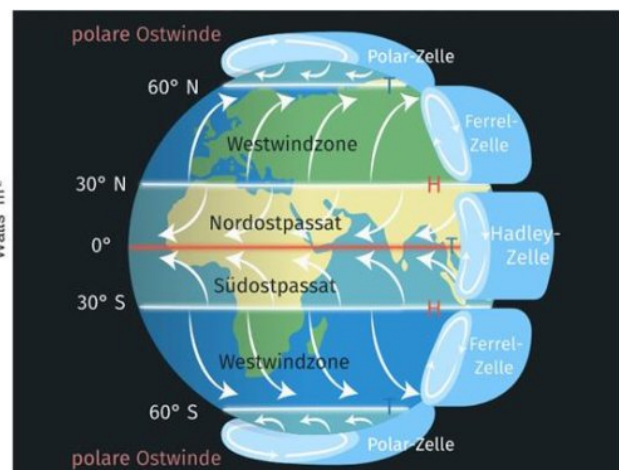 polare Ostwinde
Polar-Zelle
60° N
T
Ferrel-
Zelle
Westwindzone
30° N
H
Nordostpassat
Hadley-
Zelle
0°
T
Südostpassat
30° S
H
Ferrel-
Zelle
Westwindzone
60° S
T
Polar-Zelle
polare Ostwinde